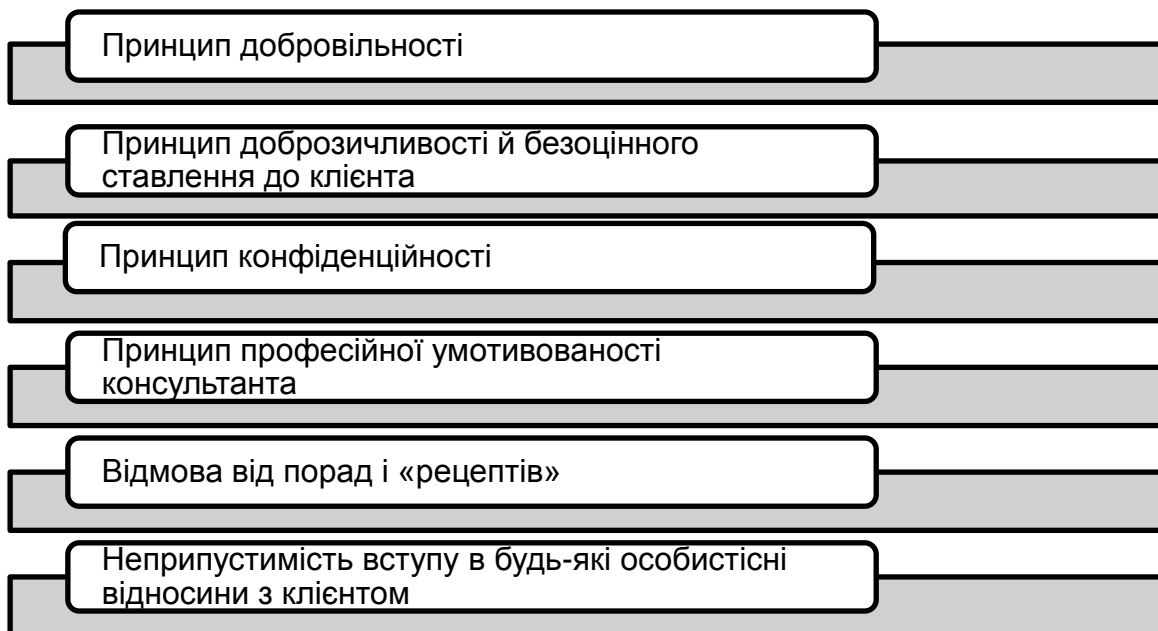 Принцип добровільності
Принцип доброзичливості й безоцінного
ставлення до клієнта
Принцип конфіденційності
Принцип професійної умотивованості
консультанта
Відмова від порад і «рецептів»
Неприпустимість вступу в будь-які особистісні
відносини з клієнтом